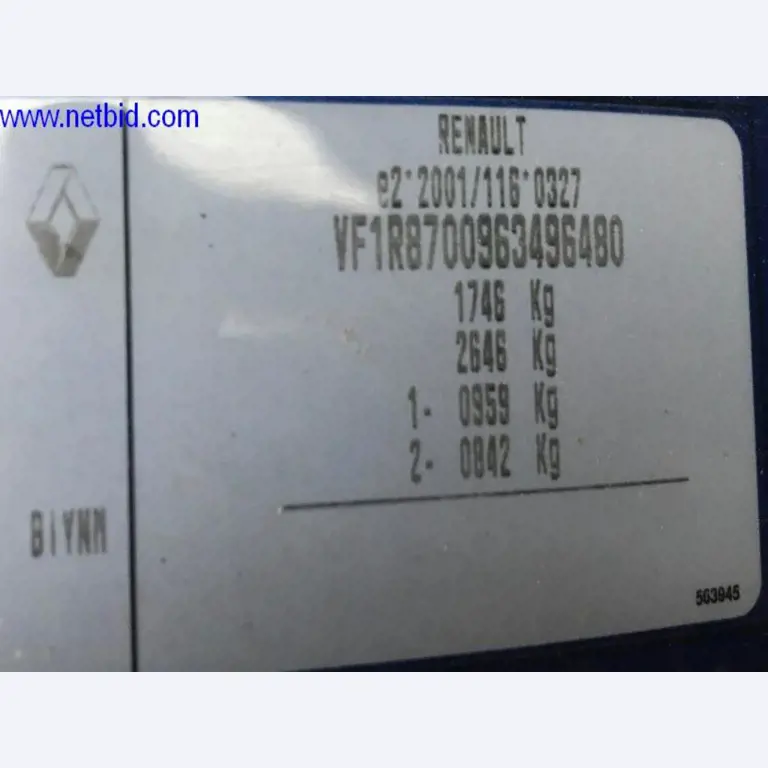 www.netbid.com
RENAULT
e2*2001/116*0327
VF1R8700963496480
1746 Kg
2646 Kg
1- 0959 Kg
2- 0842 Kg
563945